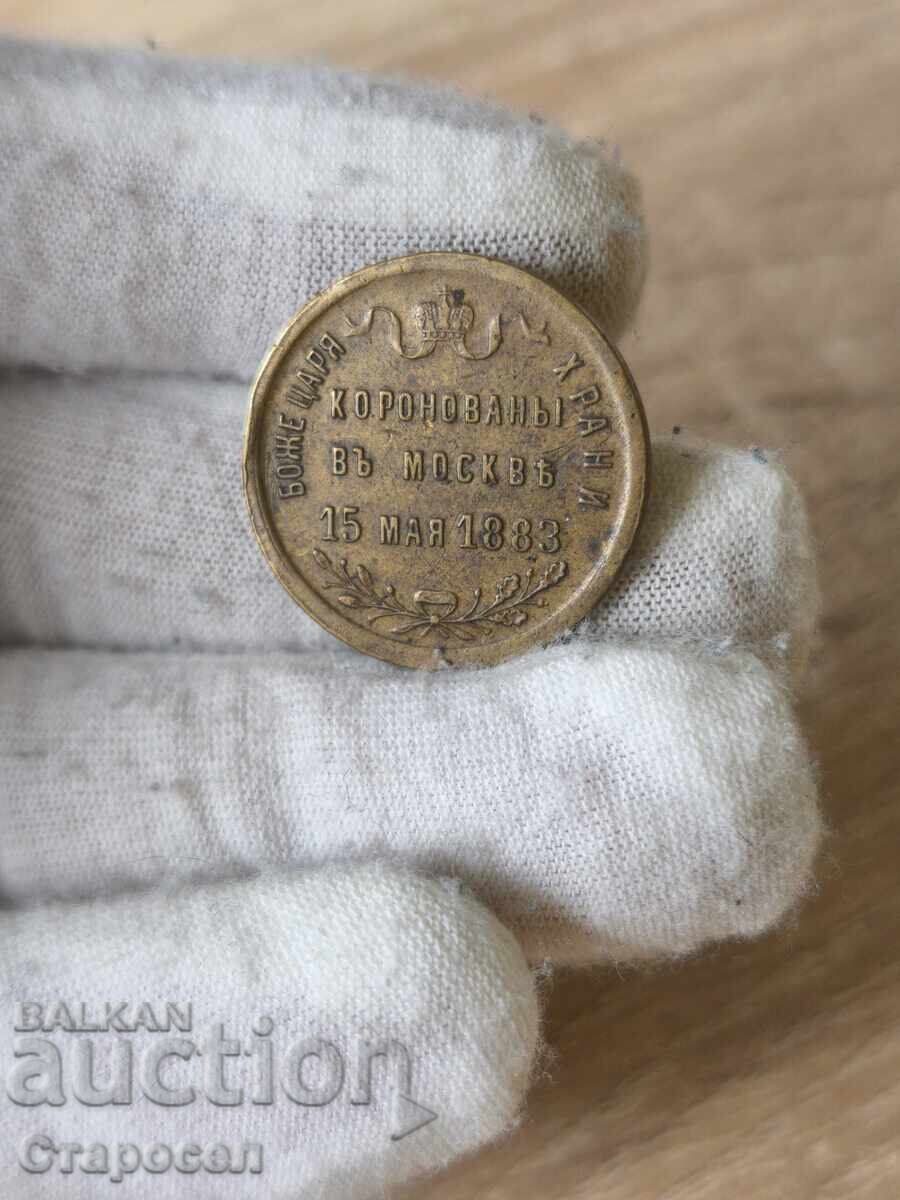 БОЖЕ ЦАРЯ ХРАНИ
КОРОНОВАНЫ
ВЪ МОСКВѢ
15 МАЯ 1883
BALKAN
auction
Старосел